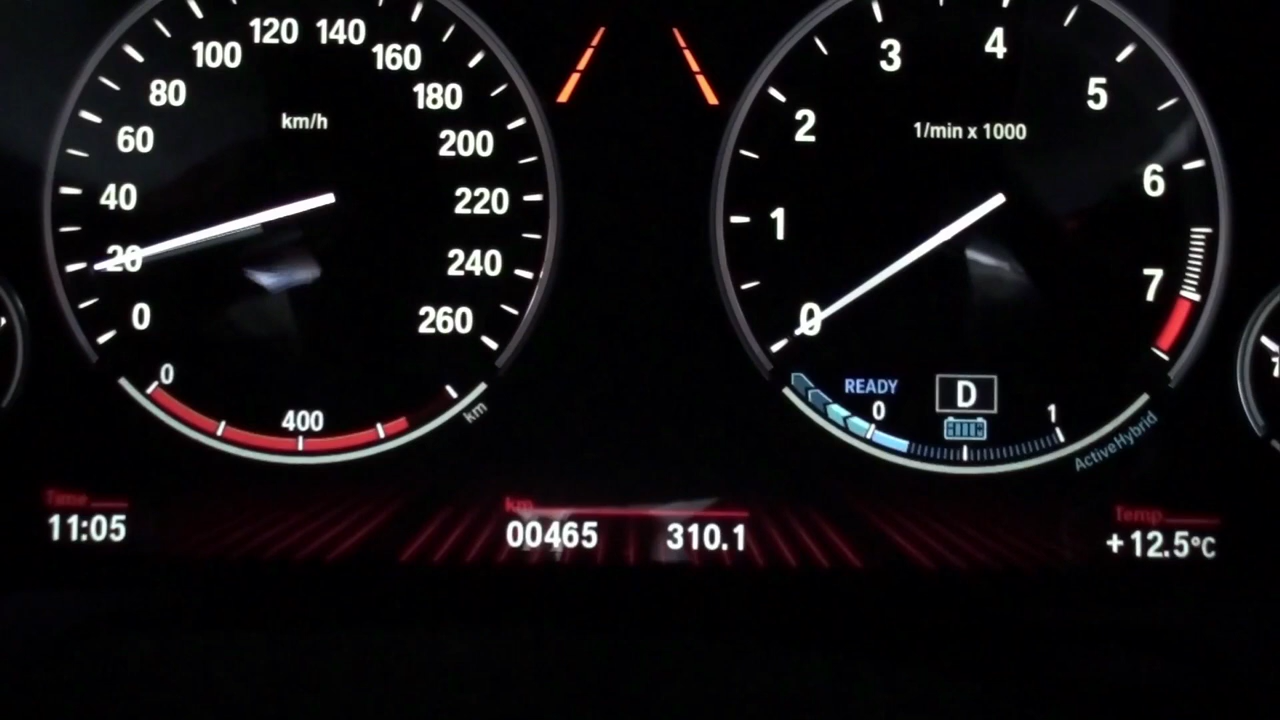 0
20
40
60
80
100
120
140
160
180
200
220
240
260
km/h
0
400
km
0
1
2
3
4
5
6
7
1/min x 1000
READY
D
0
1
ActiveHybrid
Time
11:05
km
00465 310.1
Temp
+12.5°C